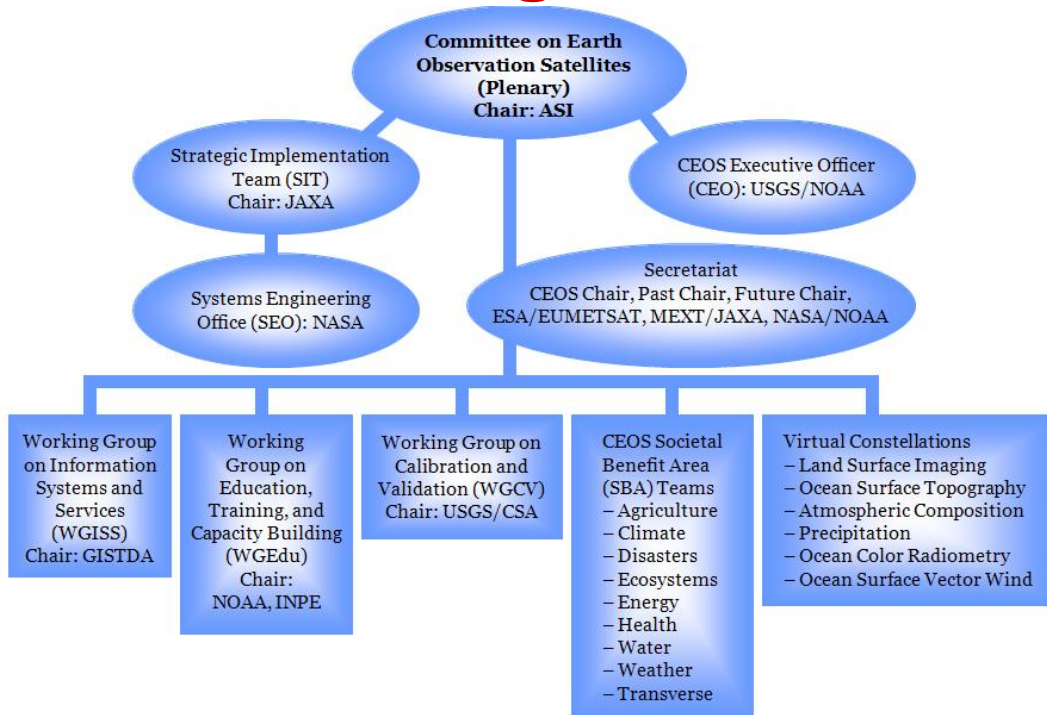 Committee on Earth
Observation Satellites
(Plenary)
Chair: ASI
Strategic Implementation
Team (SIT)
Chair: JAXA
CEOS Executive Officer
(CEO): USGS/NOAA
Systems Engineering
Office (SEO): NASA
Secretariat
CEOS Chair, Past Chair, Future Chair,
ESA/EUMETSAT, MEXT/JAXA, NASA/NOAA
Working Group
on Information
Systems and
Services
(WGISS)
Chair: GISTDA
Working
Group on
Education,
Training, and
Capacity Building
(WGEdu)
Chair:
NOAA, INPE
Working Group on
Calibration and
Validation (WGCV)
Chair: USGS/CSA
CEOS Societal
Benefit Area
(SBA) Teams
– Agriculture
– Climate
– Disasters
– Ecosystems
– Energy
– Health
– Water
– Weather
– Transverse
Virtual Constellations
– Land Surface Imaging
– Ocean Surface Topography
– Atmospheric Composition
– Precipitation
– Ocean Color Radiometry
– Ocean Surface Vector Wind